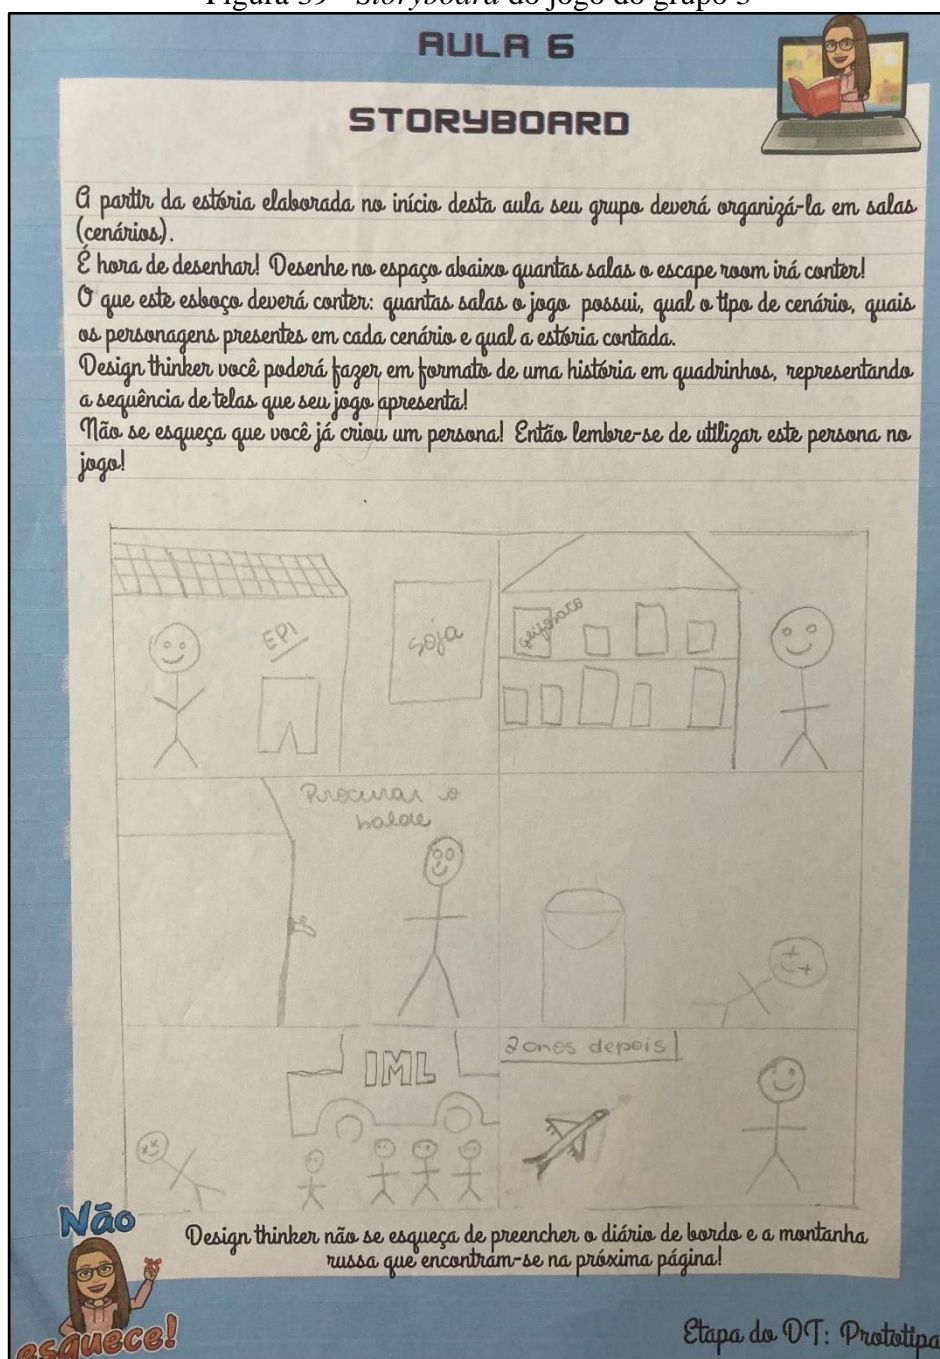 Figura 39 - Storyboard do jogo do grupo 3
AULA 6
STORYBOARD
A partir da estória elaborada no início desta aula seu grupo deverá organizá-la em salas
(cenários).
É hora de desenhar! Desenhe no espaço abaixo quantas salas o escape room irá conter!
O que este esboço deverá conter: quantas salas o jogo possui, qual o tipo de cenário, quais
os personagens presentes em cada cenário e qual a estória contada.
Design thinker você poderá fazer em formato de uma história em quadrinhos, representando
a sequência de telas que seu jogo apresenta!
Não se esqueça que você já criou um persona! Então lembre-se de utilizar este persona no
jogo!
EPI
soja
glifosato
Procurar o
balde
IML
2 anos depois
Design thinker não se esqueça de preencher o diário de bordo e a montanha
russa que encontram-se na próxima página!
Não
esquece!
Etapa do DT: Prototipa